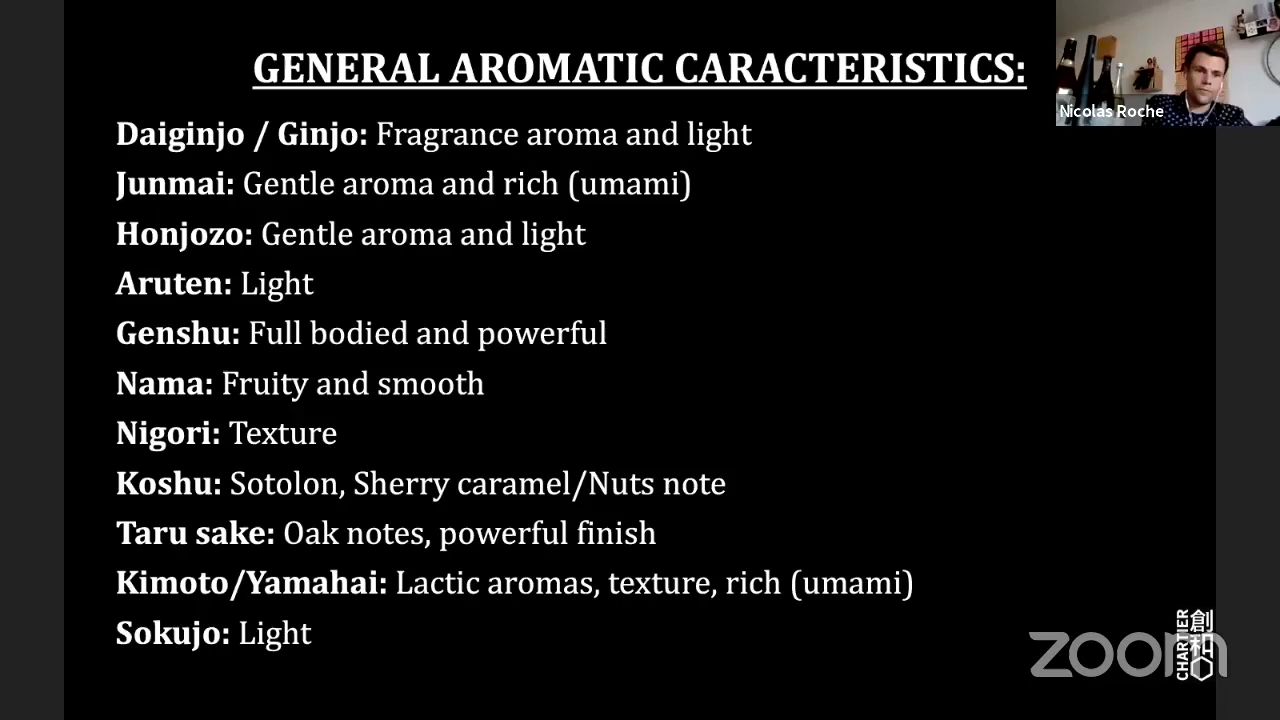 GENERAL AROMATIC CARACTERISTICS:
Nicolas Roche
Daiginjo / Ginjo: Fragrance aroma and light
Junmai: Gentle aroma and rich (umami)
Honjozo: Gentle aroma and light
Aruten: Light
Genshu: Full bodied and powerful
Nama: Fruity and smooth
Nigori: Texture
Koshu: Sotolon, Sherry caramel/Nuts note
Taru sake: Oak notes, powerful finish
Kimoto/Yamahai: Lactic aromas, texture, rich (umami)
Sokujo: Light
zoom
CHARTIER
創和